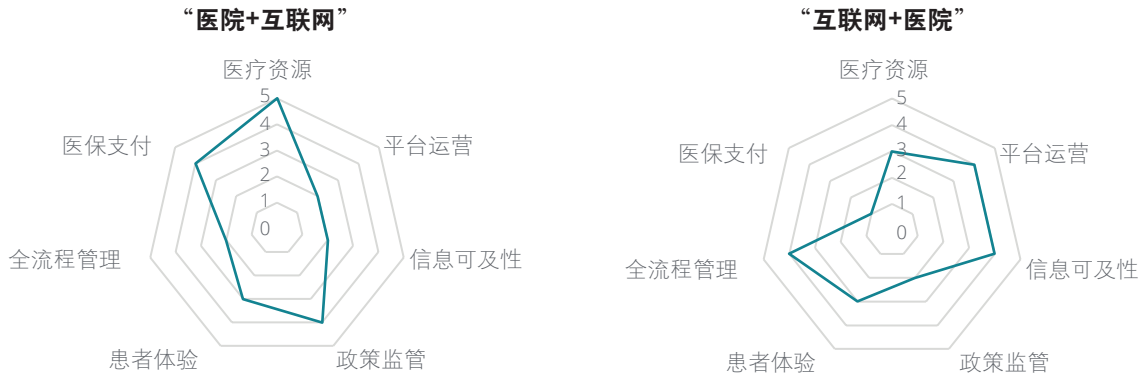 “医院+互联网”
医疗资源
5
4
3
2
1
0
平台运营
信息可及性
政策监管
患者体验
全流程管理
医保支付
“互联网+医院”
医疗资源
5
4
3
2
1
0
平台运营
信息可及性
政策监管
患者体验
全流程管理
医保支付